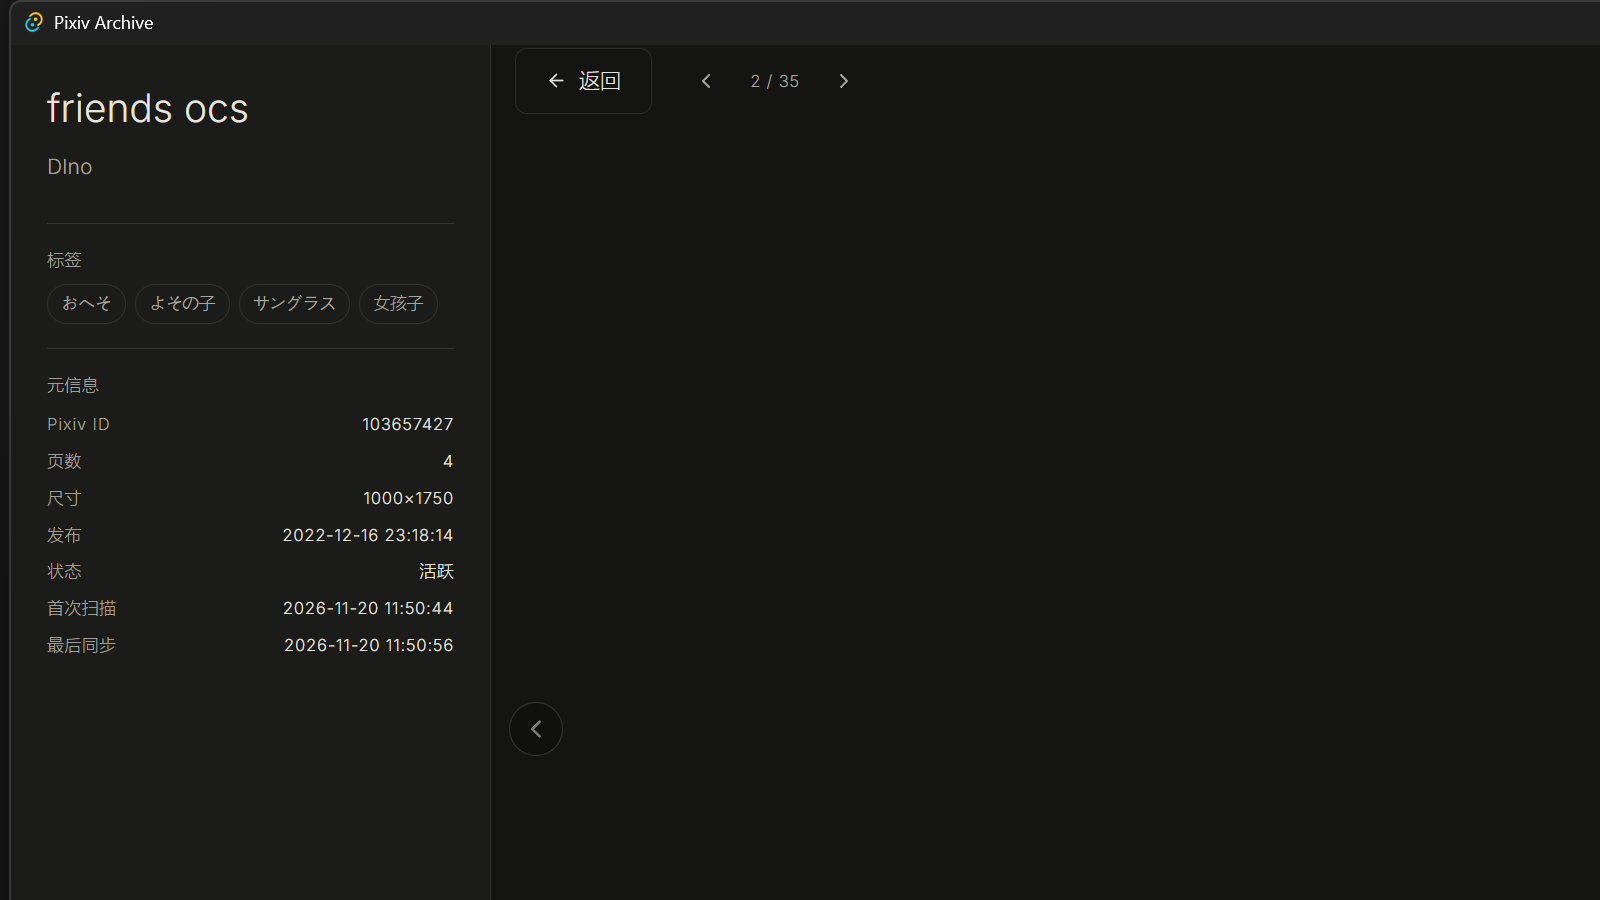 Pixiv Archive
friends ocs
DIno
标签
おへそ よその子 サングラス 女孩子
元信息
Pixiv ID 103657427
页数 4
尺寸 1000×1750
发布 2022-12-16 23:18:14
状态 活跃
首次扫描 2026-11-20 11:50:44
最后同步 2026-11-20 11:50:56
返回 2 / 35